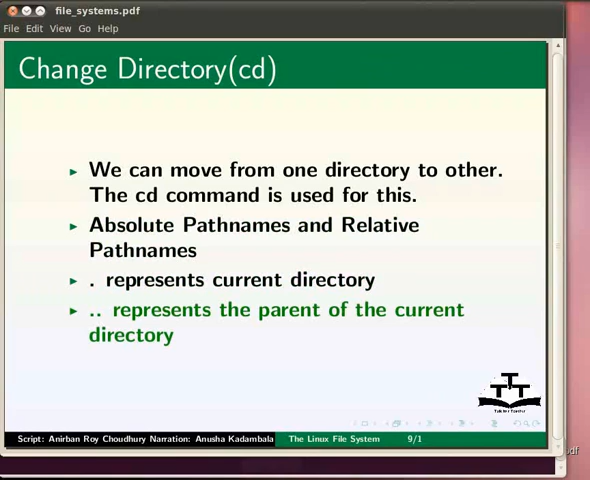 file_systems.pdf
File Edit View Go Help
Change Directory(cd)
We can move from one directory to other.
The cd command is used for this.
Absolute Pathnames and Relative
Pathnames
. represents current directory
.. represents the parent of the current
directory
Script: Anirban Roy Choudhury Narration: Anusha Kadambala The Linux File System 9/1